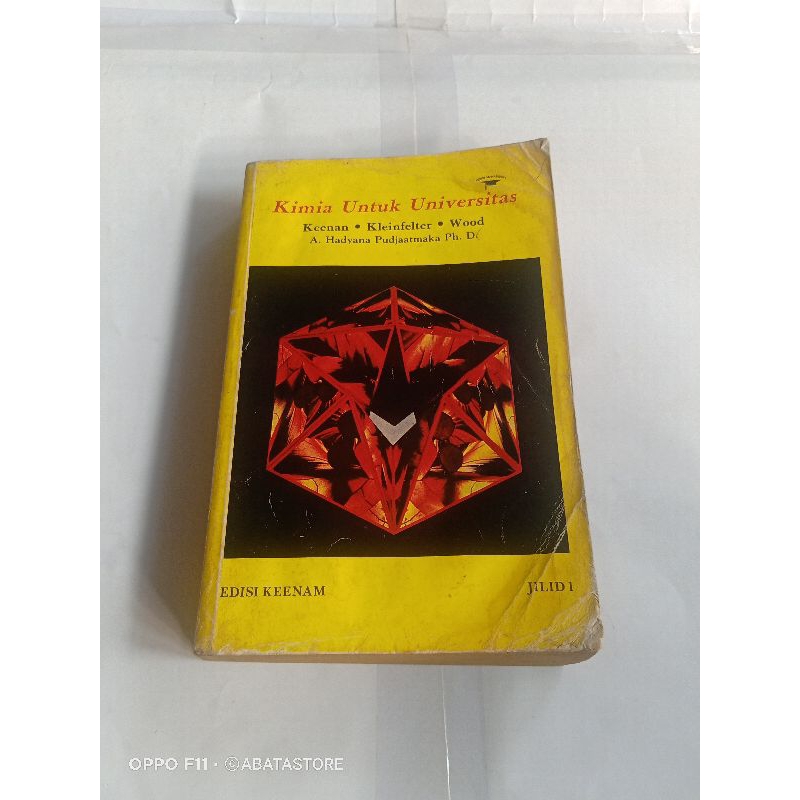 Kimia Untuk Universitas
Keenan • Kleinfelter • Wood
A. Hadyana Pudjaatmaka Ph. D.
EDISI KEENAM
JILID 1
OPPO F11 · ©ABATASTORE